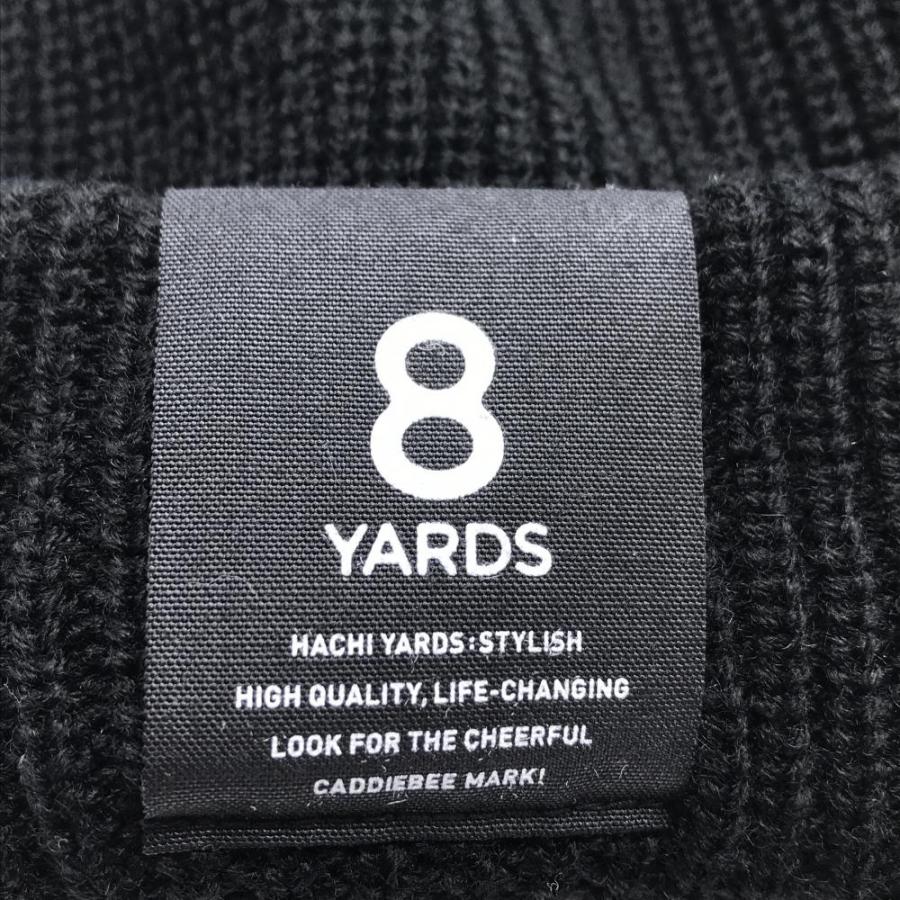 8
YARDS
HACHI YARDS:STYLISH
HIGH QUALITY, LIFE-CHANGING
LOOK FOR THE CHEERFUL
CADDIEBEE MARK!